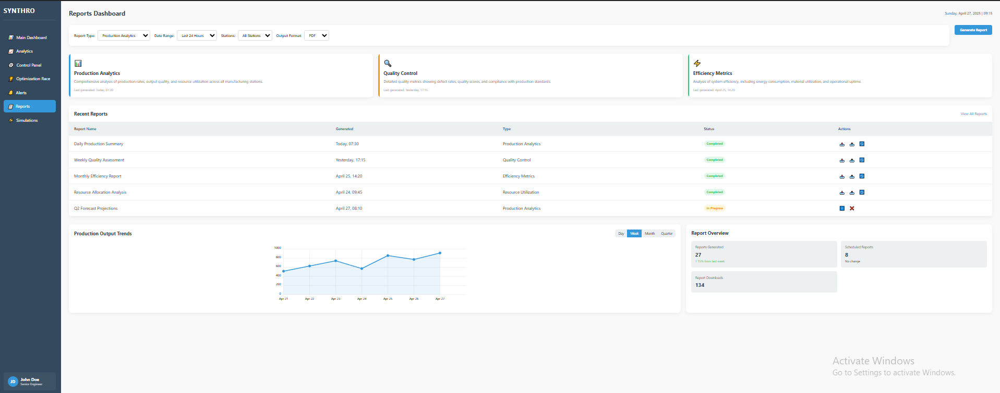 SYNTHRO
Main Dashboard
Analytics
Control Panel
Optimization Race
Alerts
Reports
Simulations
JD
John Doe
Senior Engineer
Reports Dashboard
Sunday, April 27, 2025 | 09:15
Report Type: Production Analytics Date Range: Last 24 Hours Stations: All Stations Output Format: PDF
Generate Report
Production Analytics
Comprehensive analysis of production rates, output quality, and resource utilization across all manufacturing stations.
Last generated: Today, 07:30
Quality Control
Detailed quality metrics showing defect rates, quality scores, and compliance with production standards.
Last generated: Yesterday, 17:15
Efficiency Metrics
Analysis of system efficiency, including energy consumption, material utilization, and operational uptime.
Last generated: April 25, 14:20
Recent Reports
View All Reports
Report Name Generated Type Status Actions
Daily Production Summary Today, 07:30 Production Analytics Completed
Weekly Quality Assessment Yesterday, 17:15 Quality Control Completed
Monthly Efficiency Report April 25, 14:20 Efficiency Metrics Completed
Resource Allocation Analysis April 24, 09:45 Resource Utilization Completed
Q2 Forecast Projections April 27, 08:10 Production Analytics In Progress
Production Output Trends
Day Week Month Quarter
1000
800
600
400
200
0
Apr 21 Apr 22 Apr 23 Apr 24 Apr 25 Apr 26 Apr 27
Report Overview
Reports Generated
27
↑ 15% from last week
Scheduled Reports
8
No change
Report Downloads
134
Activate Windows
Go to Settings to activate Windows.